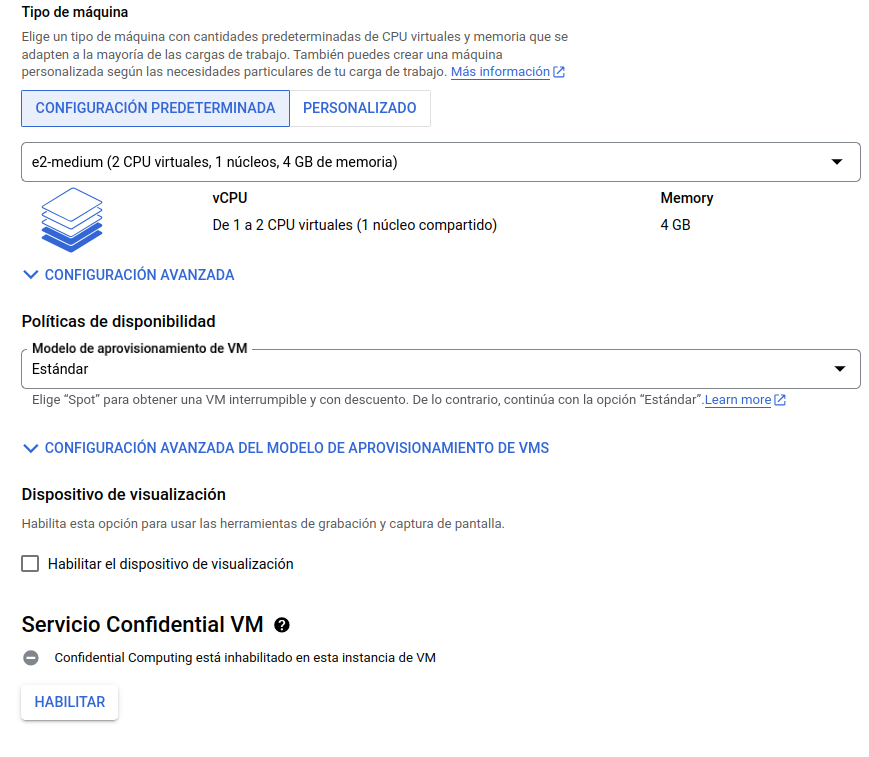 Tipo de máquina
Elige un tipo de máquina con cantidades predeterminadas de CPU virtuales y memoria que se
adapten a la mayoría de las cargas de trabajo. También puedes crear una máquina
personalizada según las necesidades particulares de tu carga de trabajo. Más información
CONFIGURACIÓN PREDETERMINADA PERSONALIZADO
e2-medium (2 CPU virtuales, 1 núcleos, 4 GB de memoria)
vCPU Memory
De 1 a 2 CPU virtuales (1 núcleo compartido) 4 GB
CONFIGURACIÓN AVANZADA
Políticas de disponibilidad
Modelo de aprovisionamiento de VM
Estándar
Elige “Spot” para obtener una VM interrumpible y con descuento. De lo contrario, continúa con la opción “Estándar”.Learn more
CONFIGURACIÓN AVANZADA DEL MODELO DE APROVISIONAMIENTO DE VMS
Dispositivo de visualización
Habilita esta opción para usar las herramientas de grabación y captura de pantalla.
Habilitar el dispositivo de visualización
Servicio Confidential VM ?
Confidential Computing está inhabilitado en esta instancia de VM
HABILITAR